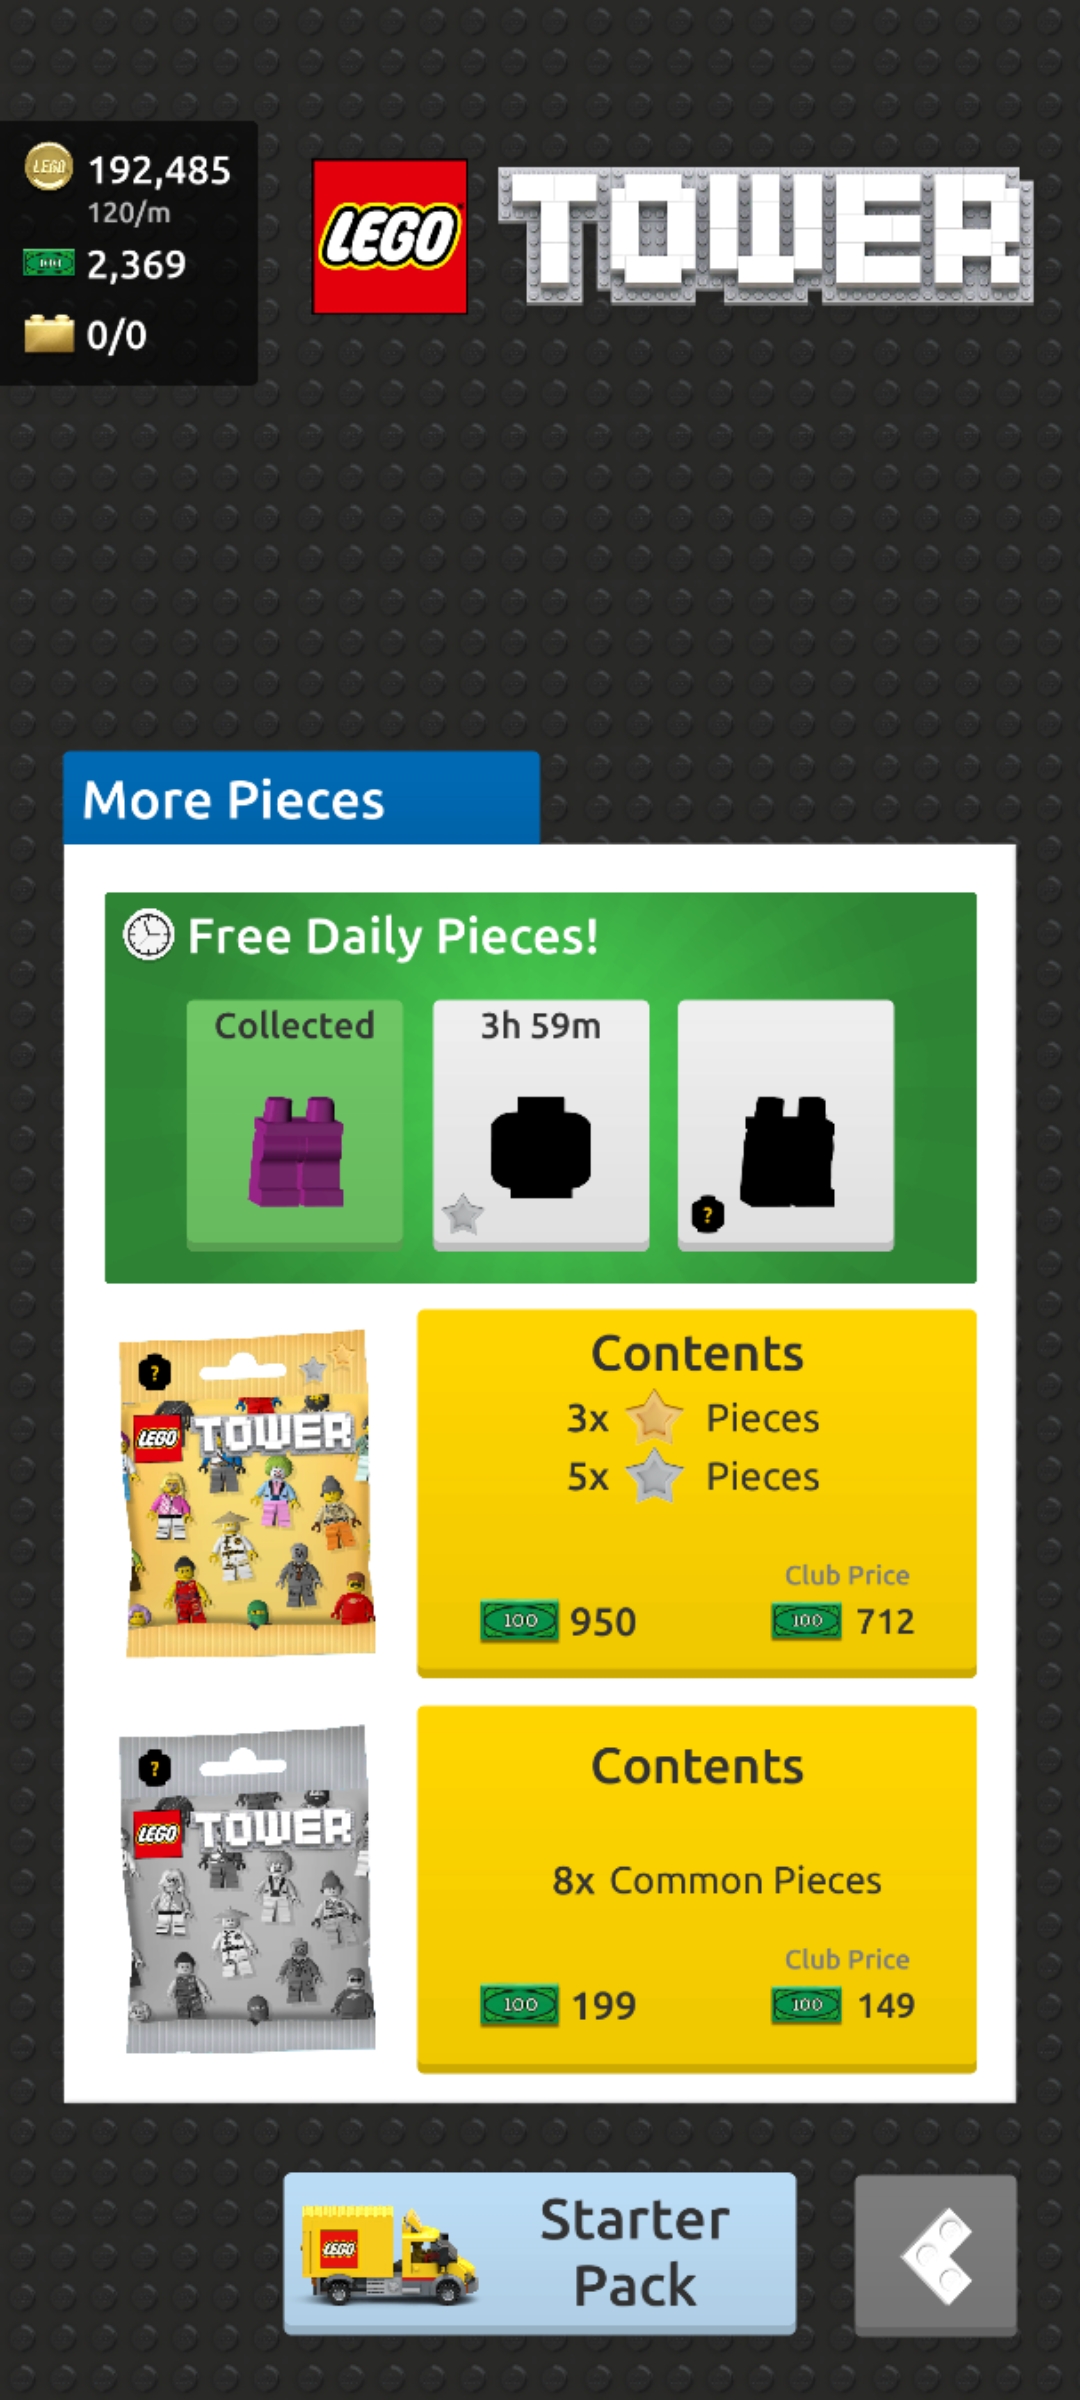 192,485
120/m
2,369
0/0
LEGO TOWER
More Pieces
Free Daily Pieces!
Collected
3h 59m
?
?
LEGO TOWER
Contents
3x Pieces
5x Pieces
Club Price
100 950
100 712
?
LEGO TOWER
Contents
8x Common Pieces
Club Price
100 199
100 149
LEGO
Starter
Pack